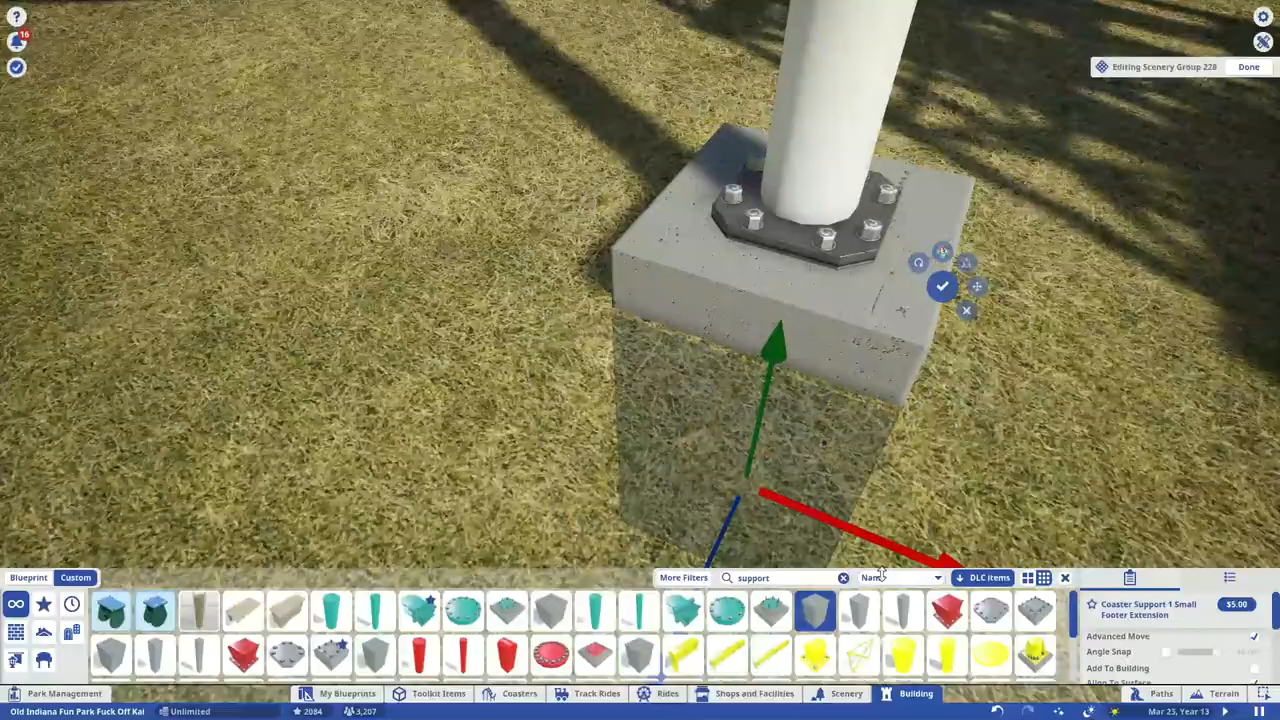 ?
16
Editing Scenery Group 228
Done
Blueprint
Custom
More Filters
support
Nam
DLC Items
Coaster Support 1 Small
Footer Extension
$5.00
Advanced Move
Angle Snap
Add To Building
Park Management
My Blueprints
Toolkit Items
Coasters
Track Rides
Rides
Shops and Facilities
Scenery
Building
Paths
Terrain
Old Indiana Fun Park Fuck Off Kai
Unlimited
2084
3,207
Mar 23, Year 13